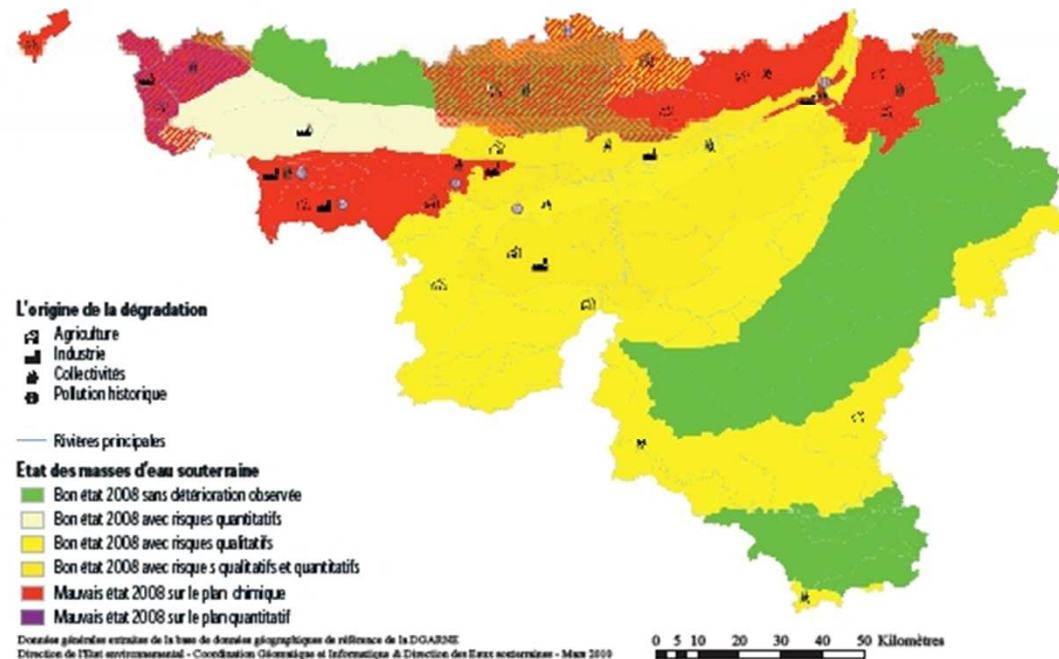 L'origine de la dégradation
Agriculture
Industrie
Collectivités
Pollution historique
Rivières principales
Etat des masses d'eau souterraine
Bon état 2008 sans détérioration observée
Bon état 2008 avec risques quantitatifs
Bon état 2008 avec risques qualitatifs
Bon état 2008 avec risque s qualitatifs et quantitatifs
Mauvais état 2008 sur le plan chimique
Mauvais état 2008 sur le plan quantitatif
Données générales extraites de la base de données géographiques de référence de la DGARNE
Direction de l'Etat environnemental - Coordination Géomatique et Informatique & Direction des Eaux souterraines - Mars 2010
0 5 10 20 30 40 50 Kilomètres